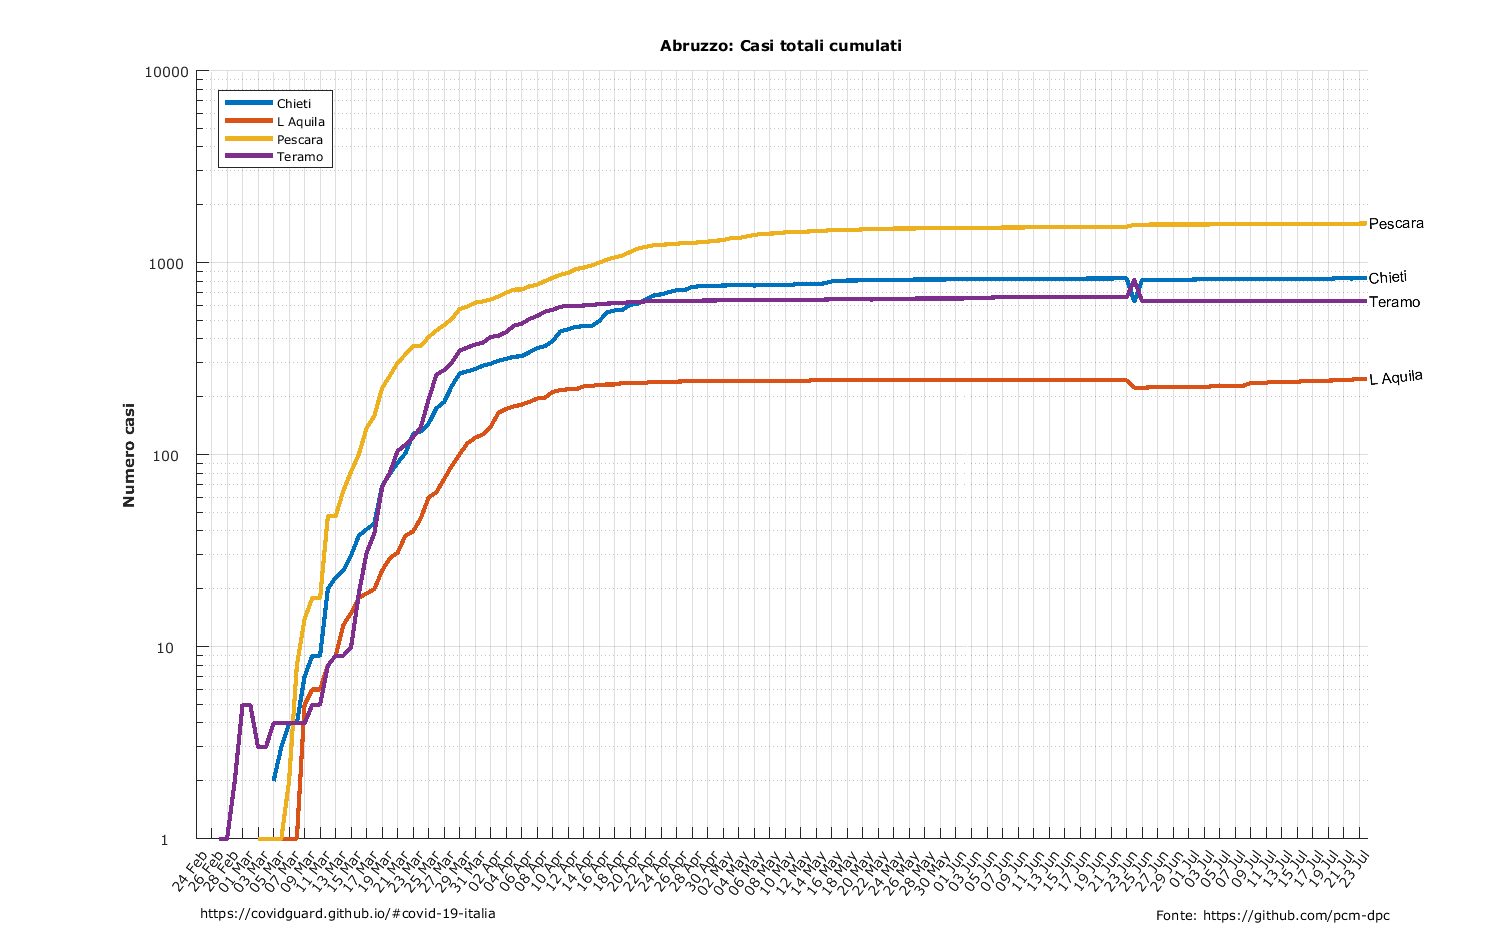 Abruzzo: Casi totali cumulati
10000
1000
100
10
1
Numero casi
Chieti
L Aquila
Pescara
Teramo
Pescara
Chieti
Teramo
L Aquila
24 Feb
26 Feb
28 Feb
01 Mar
03 Mar
05 Mar
07 Mar
09 Mar
11 Mar
13 Mar
15 Mar
17 Mar
19 Mar
21 Mar
23 Mar
25 Mar
27 Mar
29 Mar
31 Mar
02 Apr
04 Apr
06 Apr
08 Apr
10 Apr
12 Apr
14 Apr
16 Apr
18 Apr
20 Apr
22 Apr
24 Apr
26 Apr
28 Apr
30 Apr
02 May
04 May
06 May
08 May
10 May
12 May
14 May
16 May
18 May
20 May
22 May
24 May
26 May
28 May
30 May
01 Jun
03 Jun
05 Jun
07 Jun
09 Jun
11 Jun
13 Jun
15 Jun
17 Jun
19 Jun
21 Jun
23 Jun
25 Jun
27 Jun
29 Jun
01 Jul
03 Jul
05 Jul
07 Jul
09 Jul
11 Jul
13 Jul
15 Jul
17 Jul
19 Jul
21 Jul
23 Jul
https://covidguard.github.io/#covid-19-italia
Fonte: https://github.com/pcm-dpc